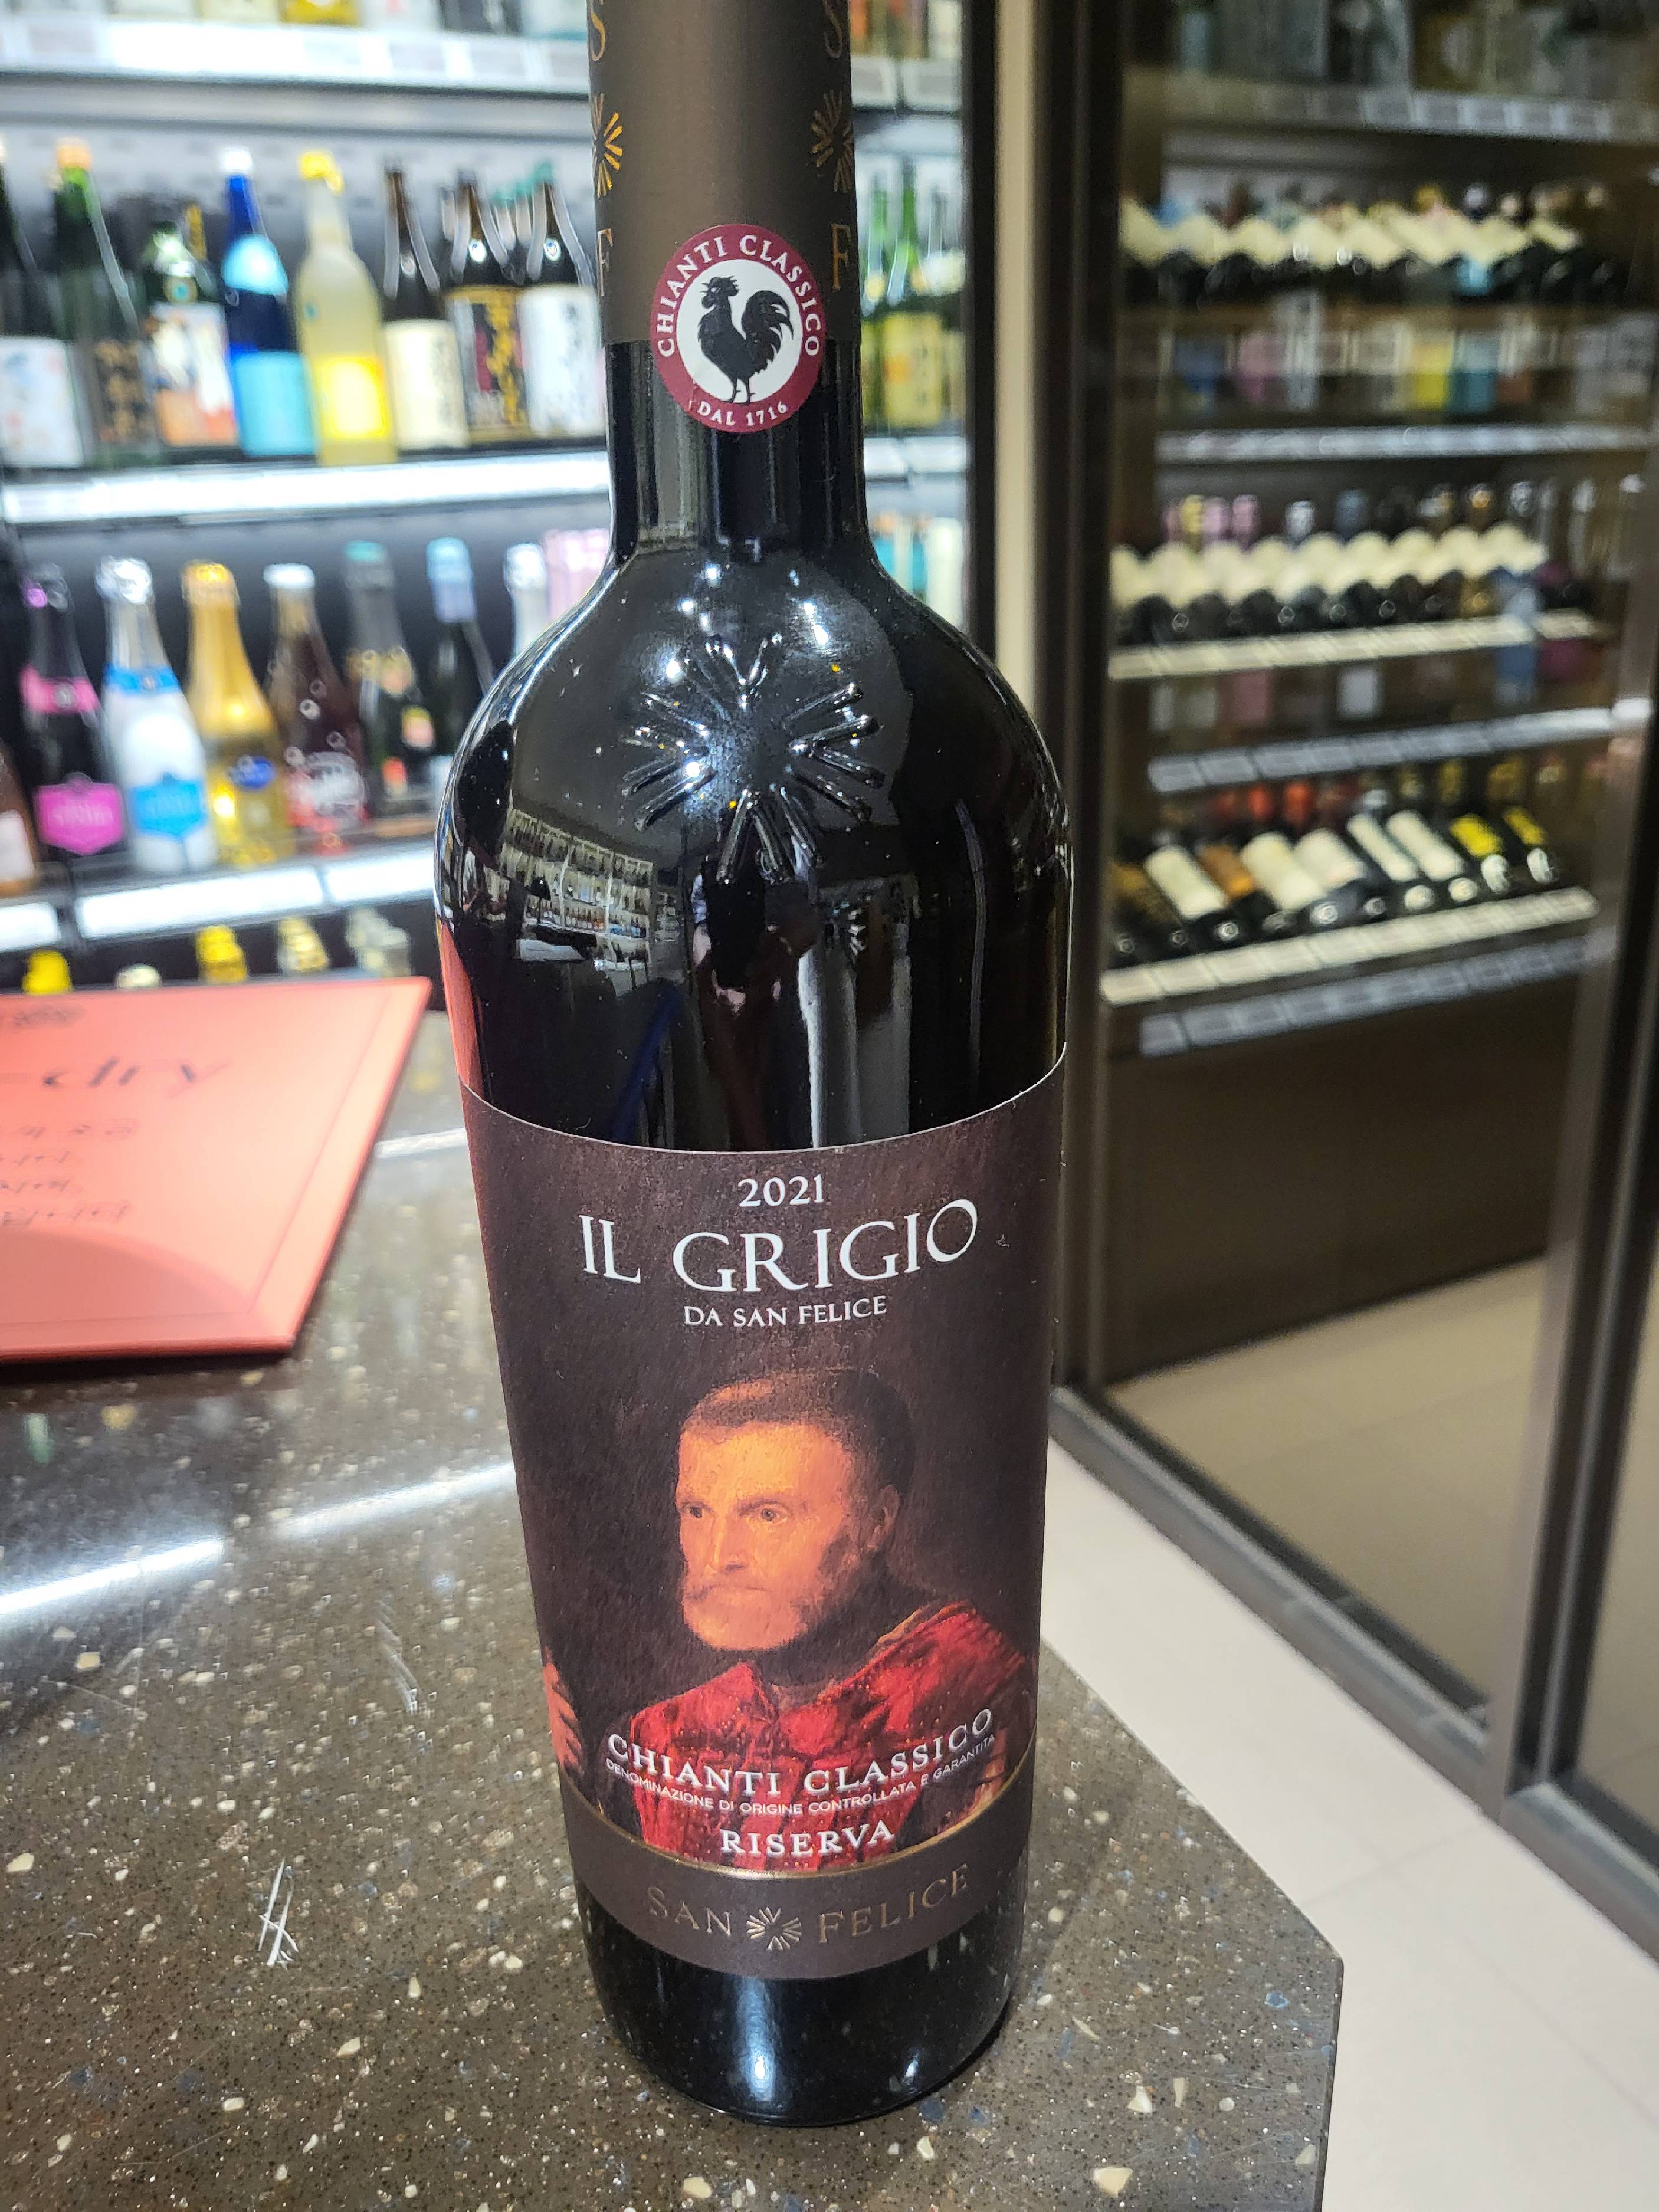 S S
F F
CHIANTI CLASSICO
DAL 1716
2021
IL GRIGIO
DA SAN FELICE
CHIANTI CLASSICO
DENOMINAZIONE DI ORIGINE CONTROLLATA E GARANTITA
RISERVA
SAN FELICE
dry